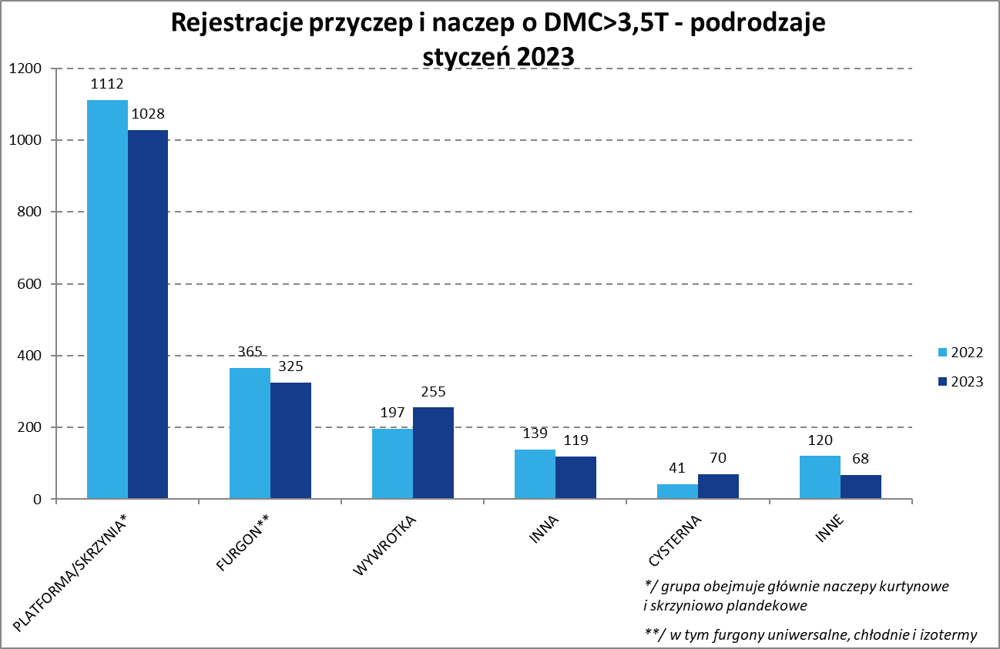 Rejestracje przyczep i naczep o DMC>3,5T - podrodzaje
styczeń 2023
1200
1000
800
600
400
200
0
1112
1028
365
325
197
255
139
119
41
70
120
68
2022
2023
PLATFORMA/SKRZYNIA*
FURGON**
WYWROTKA
INNA
CYSTERNA
INNE
*/ grupa obejmuje głównie naczepy kurtynowe
i skrzyniowo plandekowe
**/ w tym furgony uniwersalne, chłodnie i izotermy